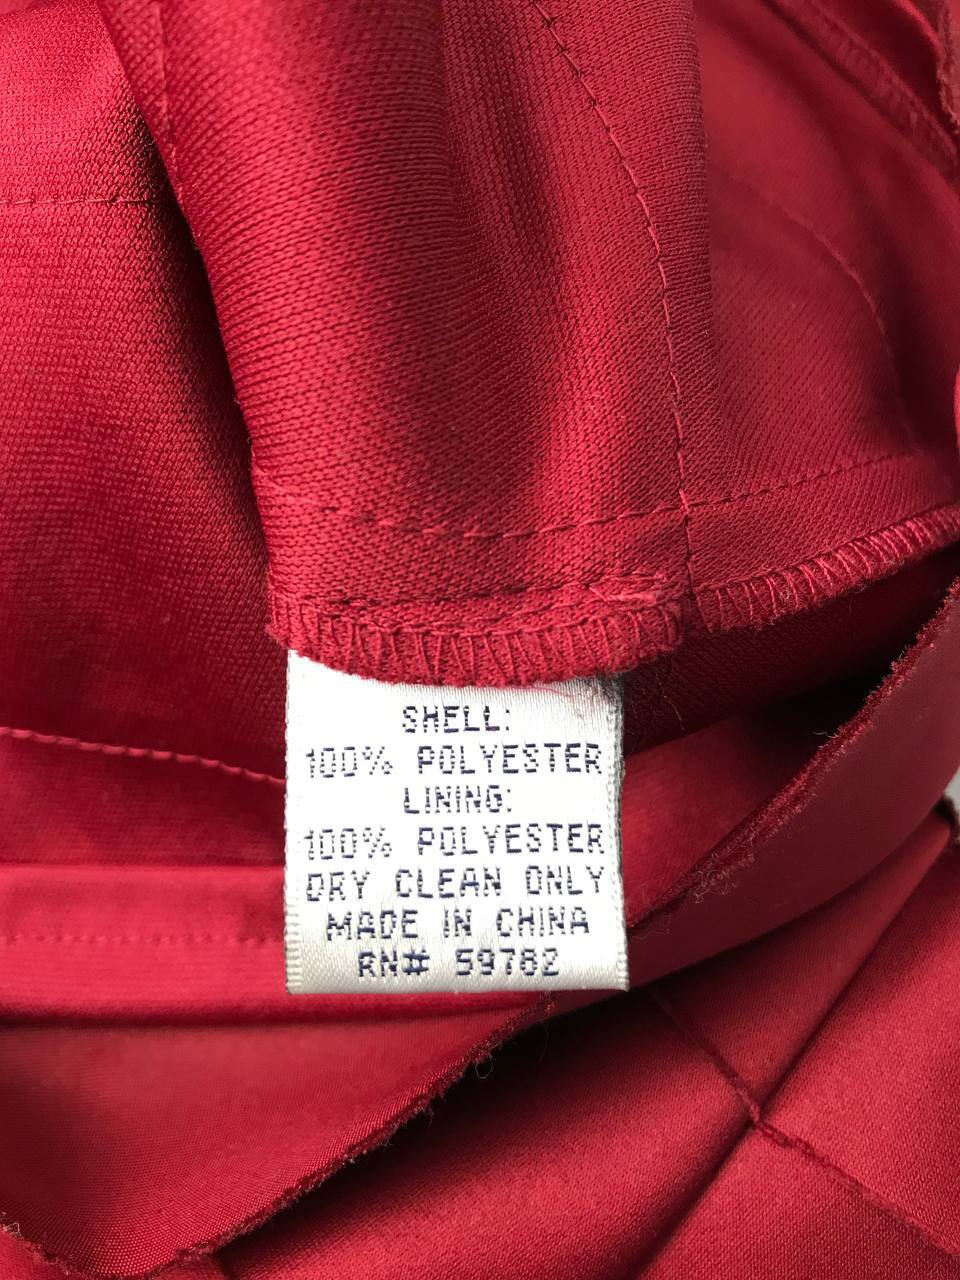 SHELL:
100% POLYESTER
LINING:
100% POLYESTER
DRY CLEAN ONLY
MADE IN CHINA
RN# 59782